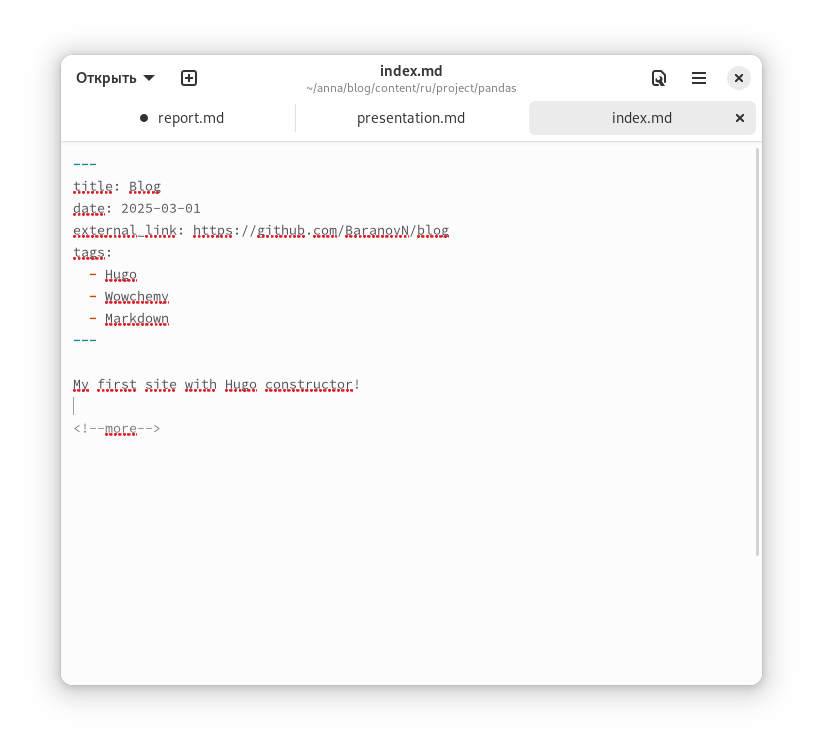 Открыть
index.md
~/anna/blog/content/ru/project/pandas
report.md
presentation.md
index.md
---
title: Blog
date: 2025-03-01
external_link: https://github.com/BaranovN/blog
tags:
  - Hugo
  - Wowchemy
  - Markdown
---
My first site with Hugo constructor!
<!--more-->